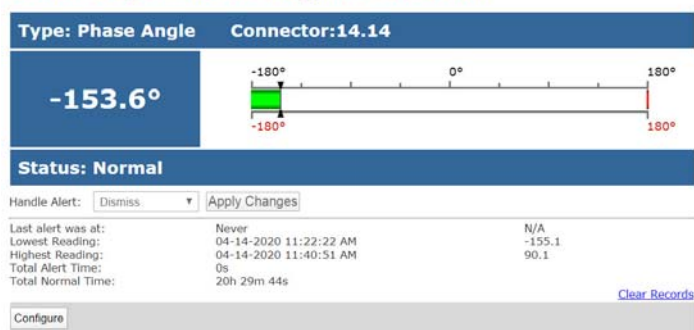 Type: Phase Angle Connector:14.14
-153.6°
-180° 0° 180°
-180° 180°
Status: Normal
Handle Alert: Dismiss Apply Changes
Last alert was at: Never N/A
Lowest Reading: 04-14-2020 11:22:22 AM -155.1
Highest Reading: 04-14-2020 11:40:51 AM 90.1
Total Alert Time: 0s
Total Normal Time: 20h 29m 44s
Clear Records
Configure